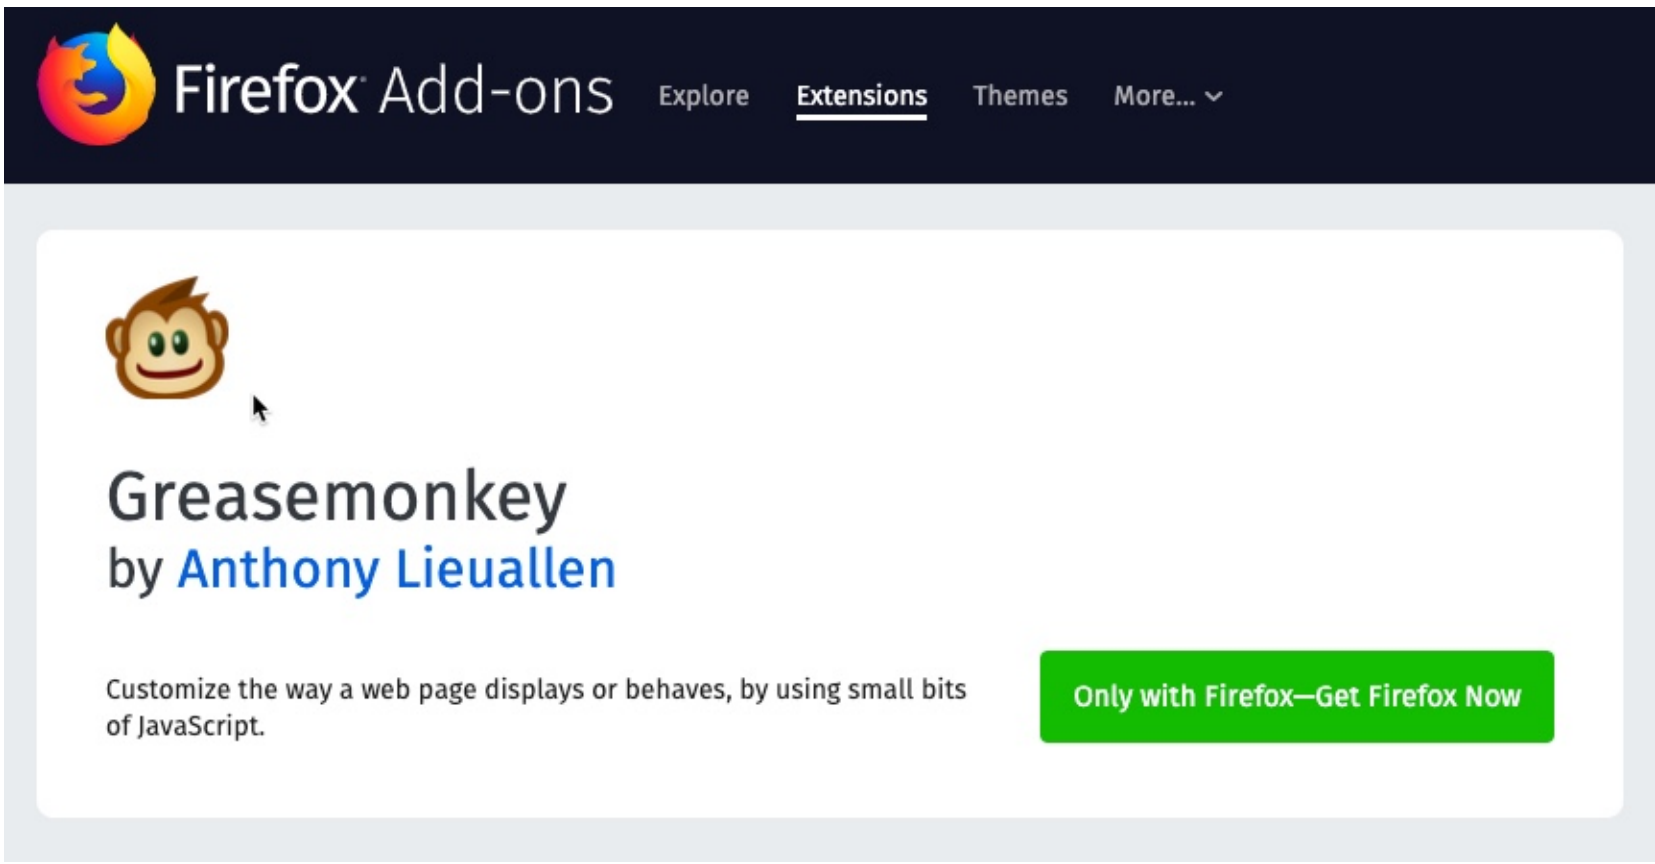 Firefox Add-ons Explore Extensions Themes More...
Greasemonkey
by Anthony Lieuallen
Customize the way a web page displays or behaves, by using small bits
of JavaScript.
Only with Firefox—Get Firefox Now